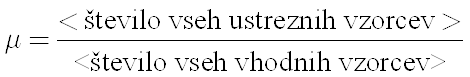 μ = < število vseh ustreznih vzorcev >
<število vseh vhodnih vzorcev>